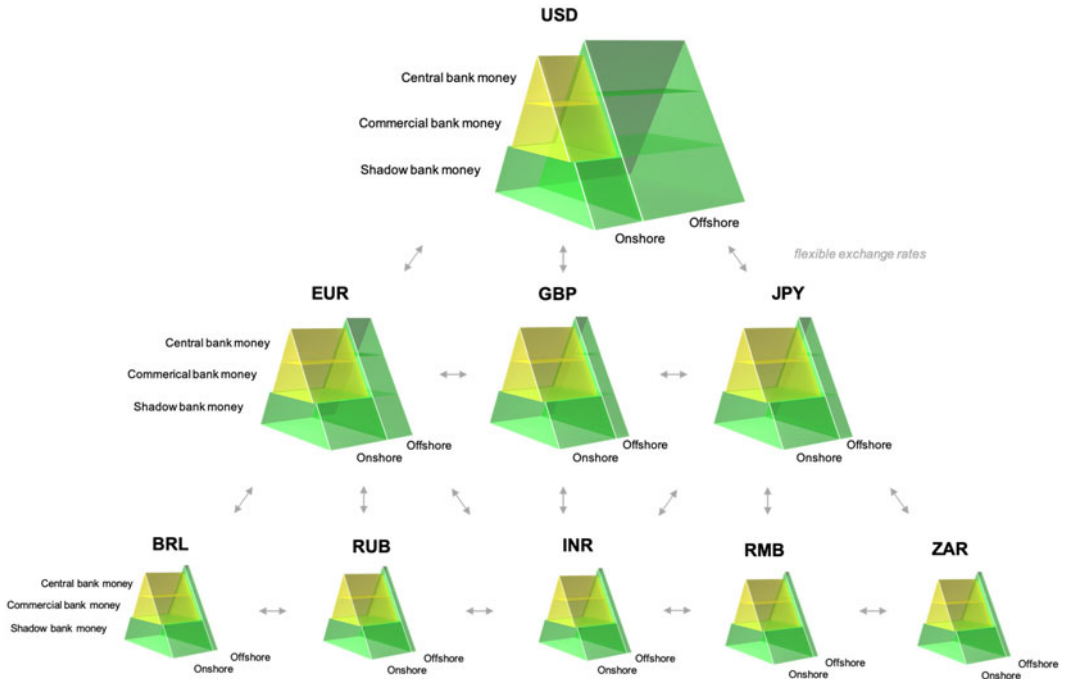 USD
Central bank money
Commercial bank money
Shadow bank money
Offshore
Onshore
flexible exchange rates
EUR
GBP
JPY
Central bank money
Commerical bank money
Shadow bank money
Offshore
Onshore
Offshore
Onshore
Offshore
Onshore
BRL
RUB
INR
RMB
ZAR
Central bank money
Commercial bank money
Shadow bank money
Offshore
Onshore
Offshore
Onshore
Offshore
Onshore
Offshore
Onshore
Offshore
Onshore